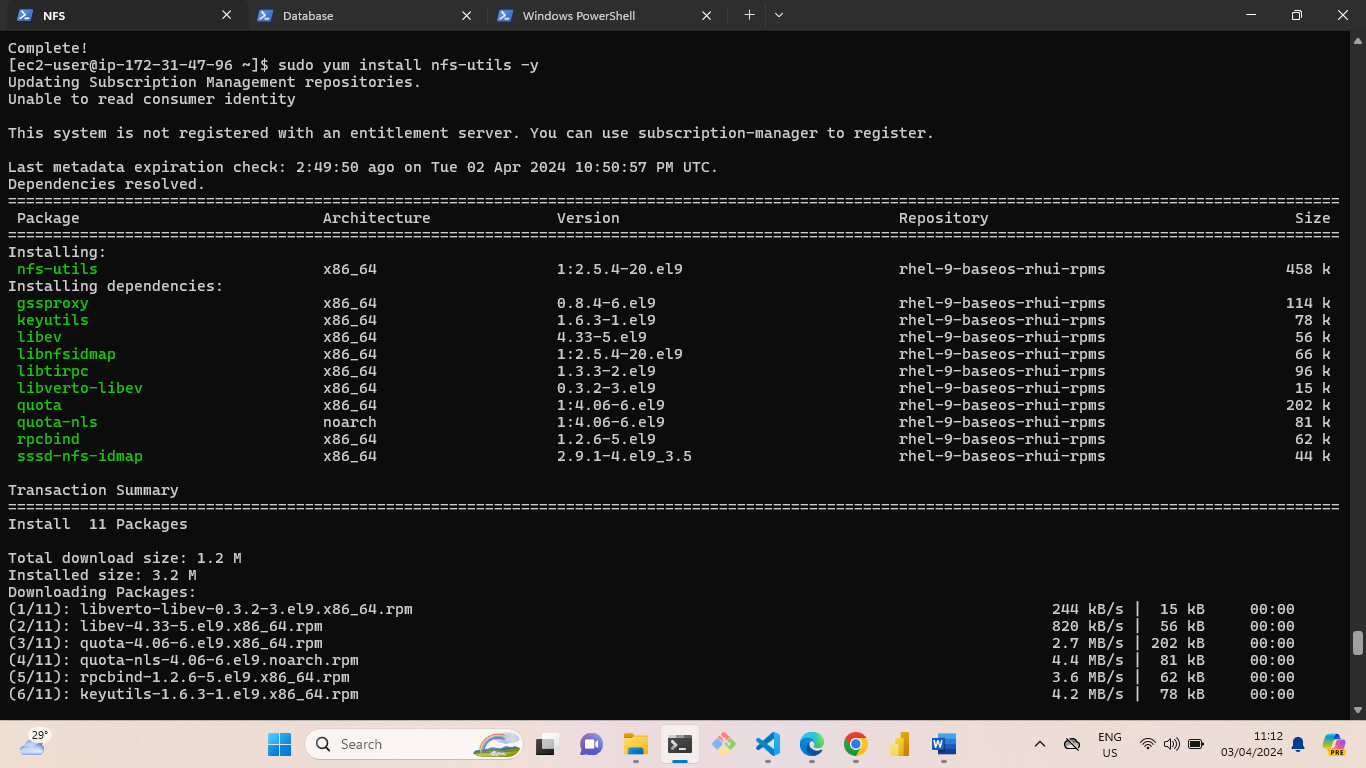 NFS
Database
Windows PowerShell
Complete!
[ec2-user@ip-172-31-47-96 ~]$ sudo yum install nfs-utils -y
Updating Subscription Management repositories.
Unable to read consumer identity
This system is not registered with an entitlement server. You can use subscription-manager to register.
Last metadata expiration check: 2:49:50 ago on Tue 02 Apr 2024 10:50:57 PM UTC.
Dependencies resolved.
================================================================================
Package Architecture Version Repository Size
================================================================================
Installing:
nfs-utils x86_64 1:2.5.4-20.el9 rhel-9-baseos-rhui-rpms 458 k
Installing dependencies:
gssproxy x86_64 0.8.4-6.el9 rhel-9-baseos-rhui-rpms 114 k
keyutils x86_64 1.6.3-1.el9 rhel-9-baseos-rhui-rpms 78 k
libev x86_64 4.33-5.el9 rhel-9-baseos-rhui-rpms 56 k
libnfsidmap x86_64 1:2.5.4-20.el9 rhel-9-baseos-rhui-rpms 66 k
libtirpc x86_64 1.3.3-2.el9 rhel-9-baseos-rhui-rpms 96 k
libverto-libev x86_64 0.3.2-3.el9 rhel-9-baseos-rhui-rpms 15 k
quota x86_64 1:4.06-6.el9 rhel-9-baseos-rhui-rpms 202 k
quota-nls noarch 1:4.06-6.el9 rhel-9-baseos-rhui-rpms 81 k
rpcbind x86_64 1.2.6-5.el9 rhel-9-baseos-rhui-rpms 62 k
sssd-nfs-idmap x86_64 2.9.1-4.el9_3.5 rhel-9-baseos-rhui-rpms 44 k
Transaction Summary
================================================================================
Install 11 Packages
Total download size: 1.2 M
Installed size: 3.2 M
Downloading Packages:
(1/11): libverto-libev-0.3.2-3.el9.x86_64.rpm 244 kB/s | 15 kB 00:00
(2/11): libev-4.33-5.el9.x86_64.rpm 820 kB/s | 56 kB 00:00
(3/11): quota-4.06-6.el9.x86_64.rpm 2.7 MB/s | 202 kB 00:00
(4/11): quota-nls-4.06-6.el9.noarch.rpm 4.4 MB/s | 81 kB 00:00
(5/11): rpcbind-1.2.6-5.el9.x86_64.rpm 3.6 MB/s | 62 kB 00:00
(6/11): keyutils-1.6.3-1.el9.x86_64.rpm 4.2 MB/s | 78 kB 00:00
29°
Search
ENG
US
11:12
03/04/2024
PRE